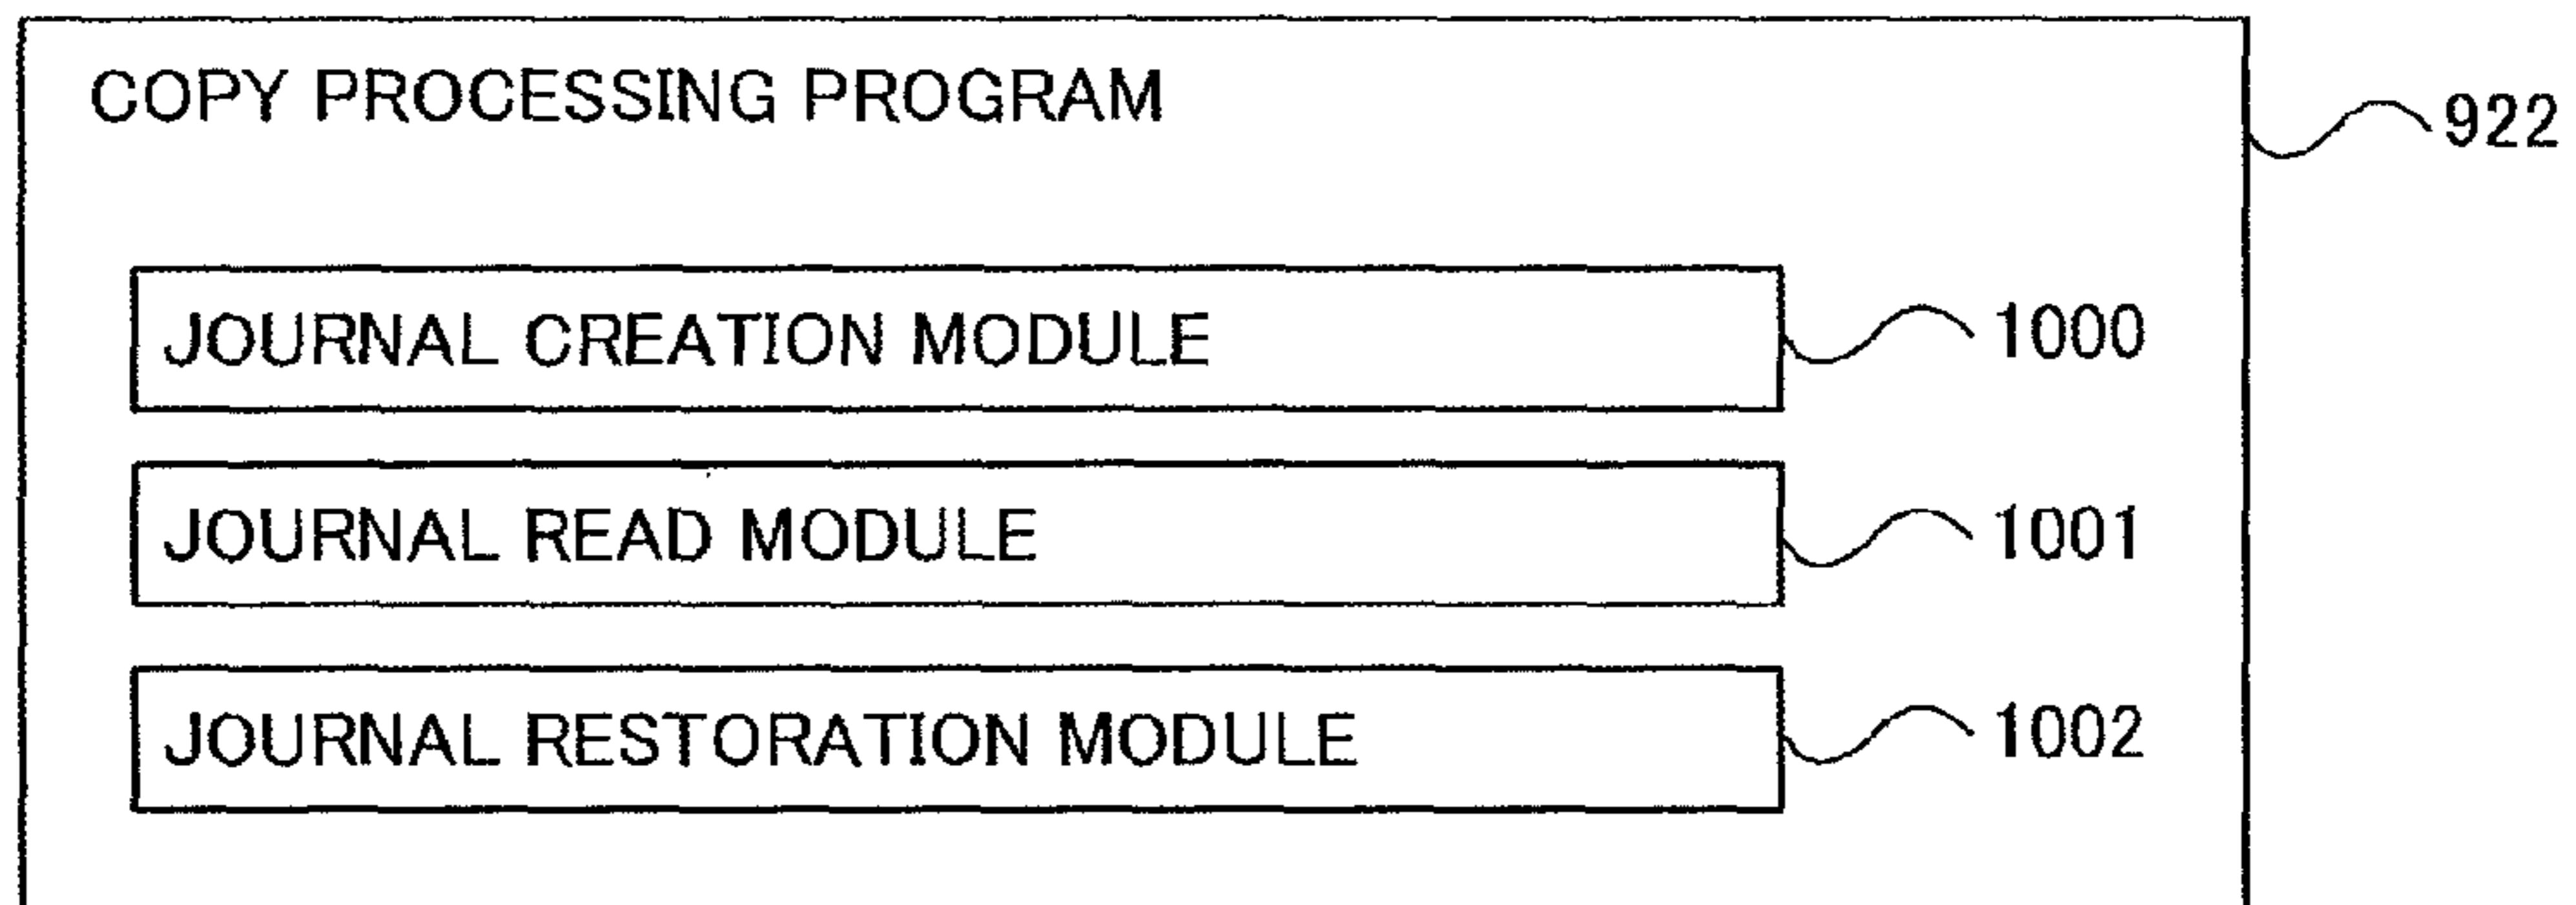 COPY PROCESSING PROGRAM
922
JOURNAL CREATION MODULE
1000
JOURNAL READ MODULE
1001
JOURNAL RESTORATION MODULE
1002